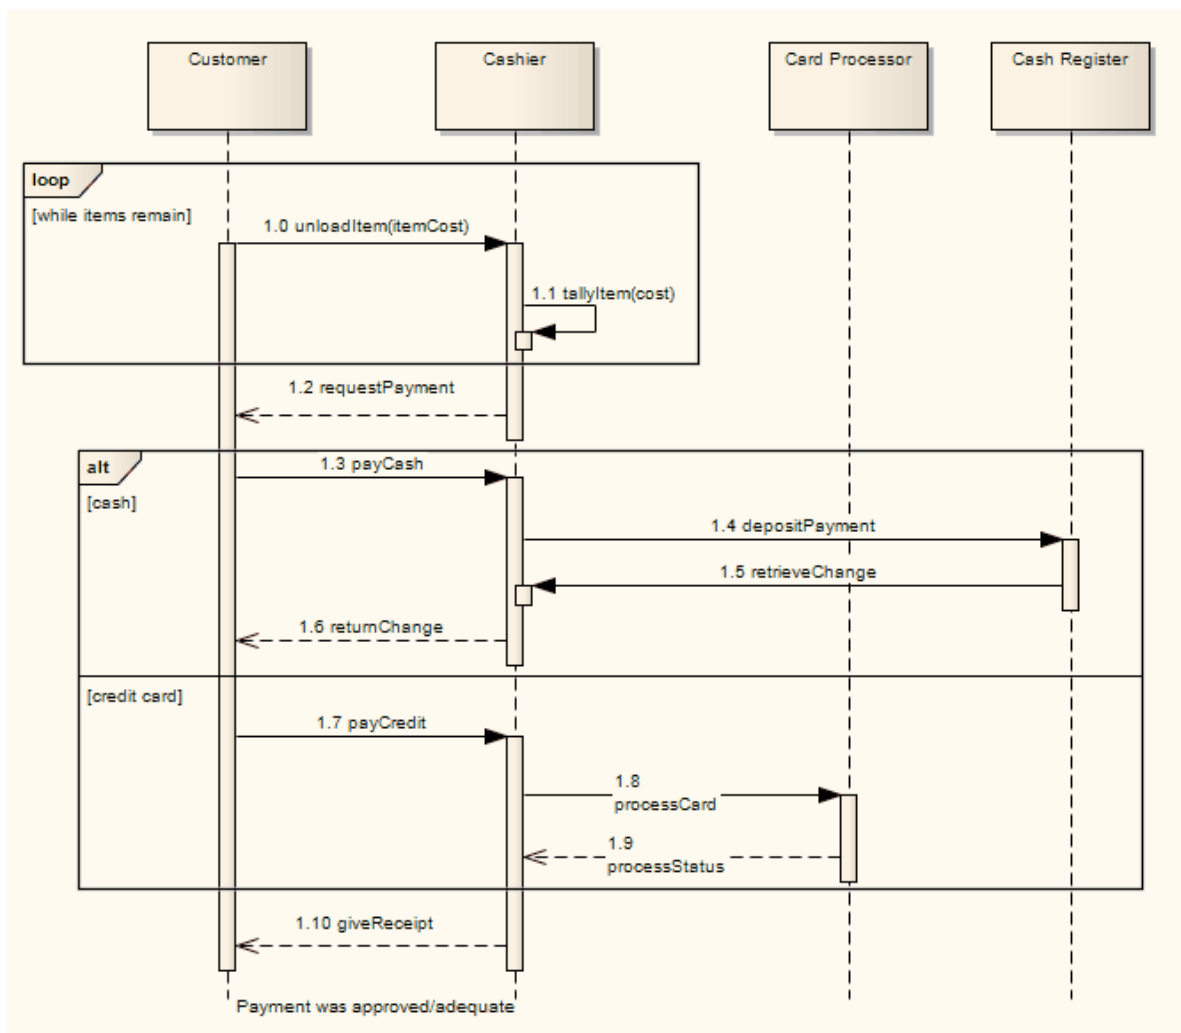 Customer
Cashier
Card Processor
Cash Register
loop
[while items remain]
1.0 unloadItem(itemCost)
1.1 tallyItem(cost)
1.2 requestPayment
alt
1.3 payCash
[cash]
1.4 depositPayment
1.5 retrieveChange
1.6 returnChange
[credit card]
1.7 payCredit
1.8
processCard
1.9
processStatus
1.10 giveReceipt
Payment was approved/adequate